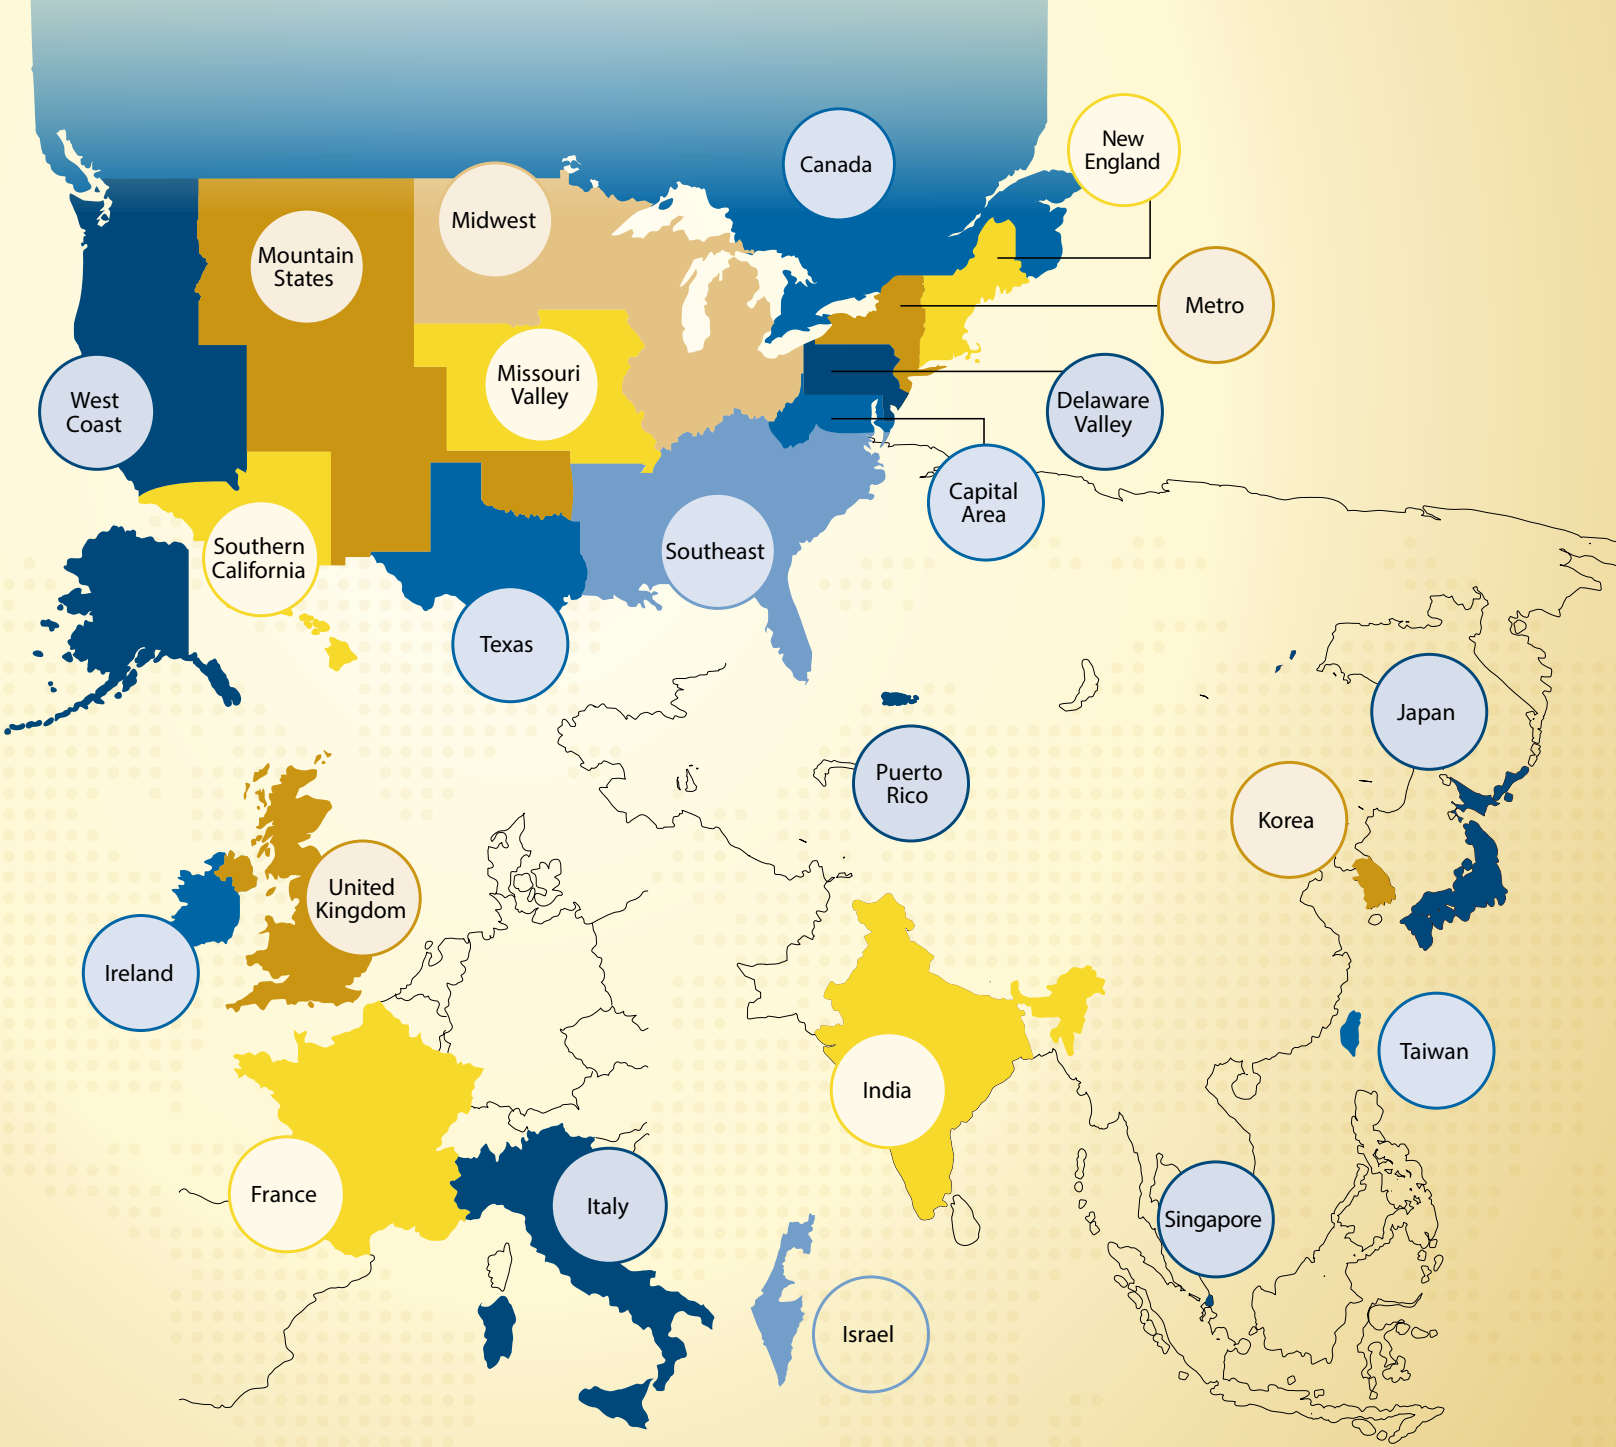 New
England
Canada
Midwest
Mountain
States
Metro
Missouri
Valley
West
Coast
Delaware
Valley
Capital
Area
Southern
California
Southeast
Texas
Japan
Puerto
Rico
Korea
United
Kingdom
Ireland
Taiwan
India
France
Italy
Singapore
Israel